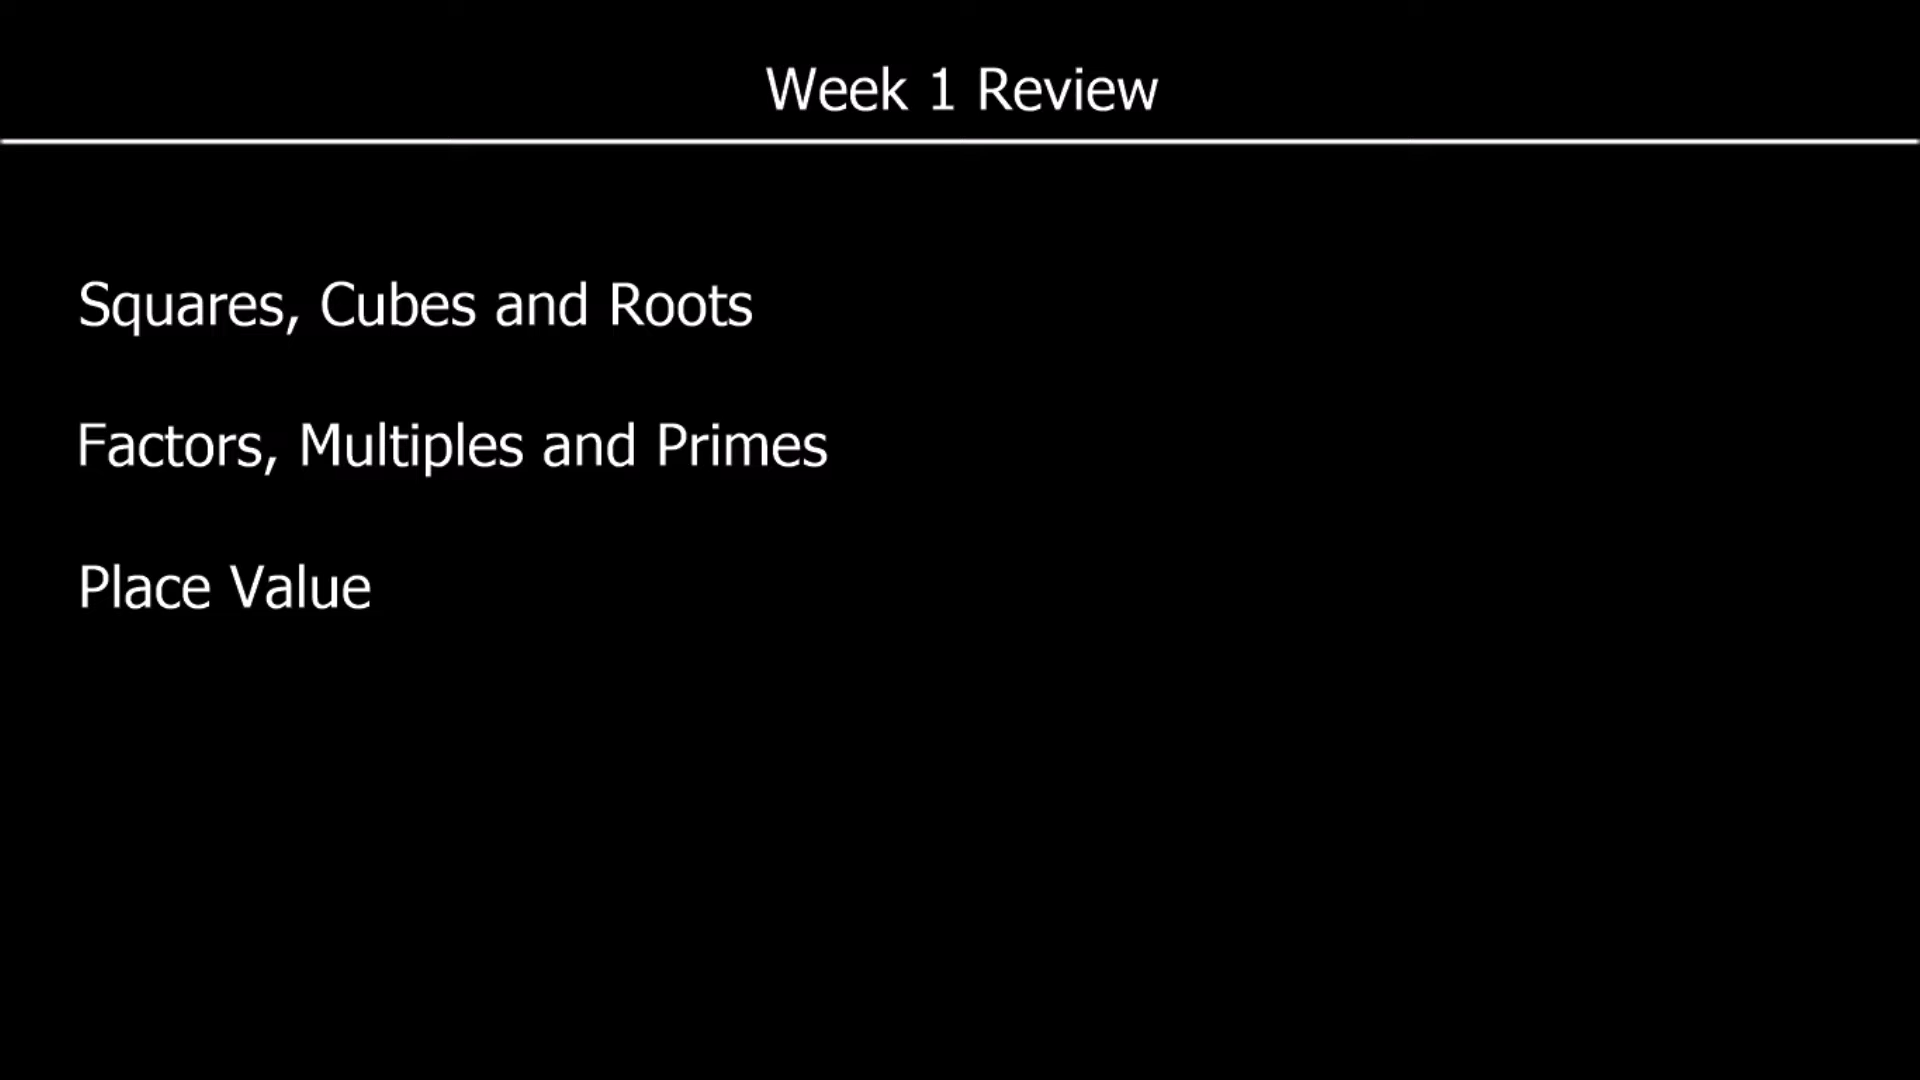 Week 1 Review
Squares, Cubes and Roots
Factors, Multiples and Primes
Place Value